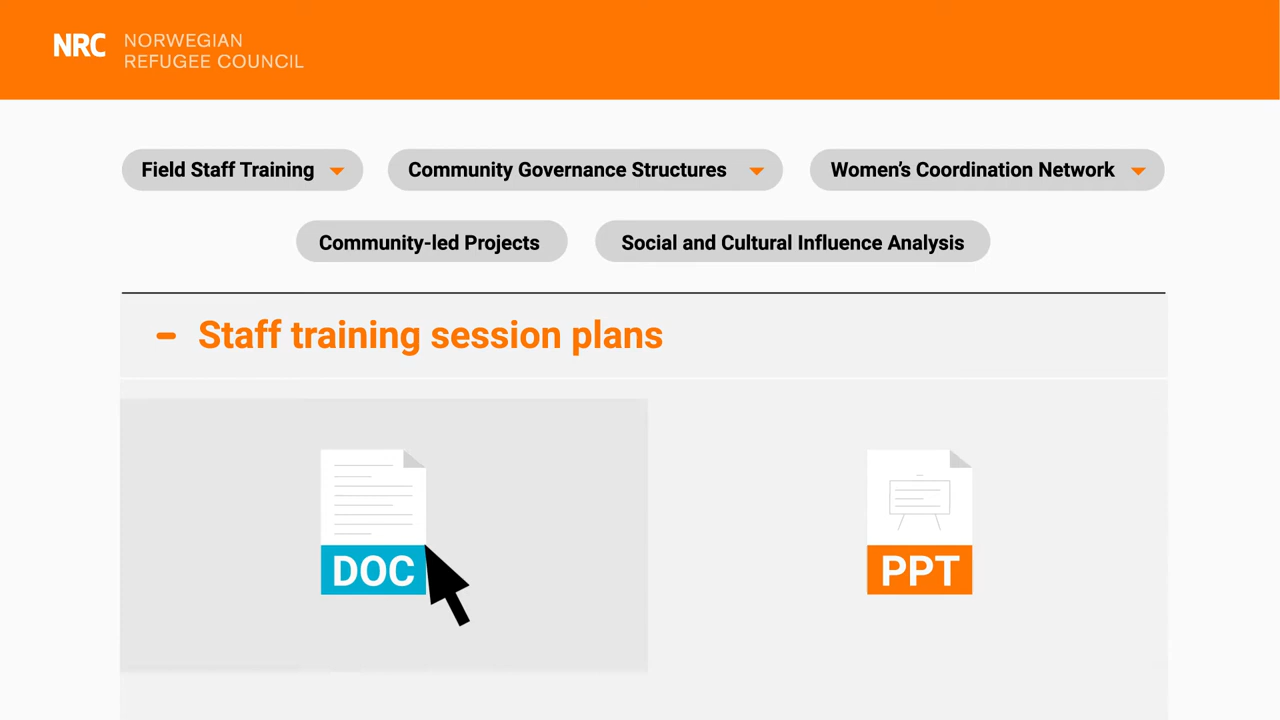 NRC
NORWEGIAN
REFUGEE COUNCIL
Field Staff Training
Community Governance Structures
Women’s Coordination Network
Community-led Projects
Social and Cultural Influence Analysis
Staff training session plans
DOC
PPT